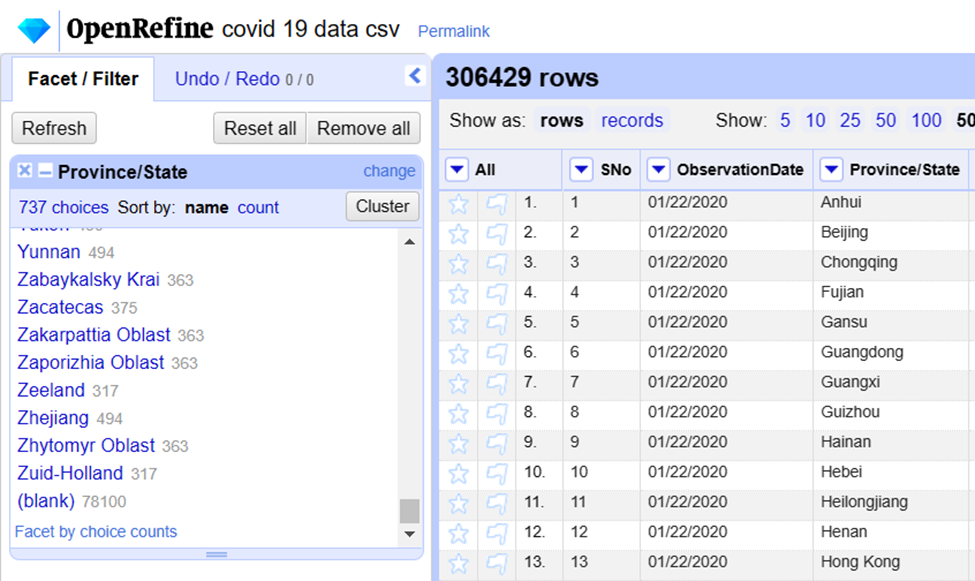 OpenRefine covid 19 data csv Permalink
Facet / Filter Undo / Redo 0 / 0
Refresh Reset all Remove all
Province/State change
737 choices Sort by: name count Cluster
Yunnan 494
Zabaykalsky Krai 363
Zacatecas 375
Zakarpattia Oblast 363
Zaporizhia Oblast 363
Zeeland 317
Zhejiang 494
Zhytomyr Oblast 363
Zuid-Holland 317
(blank) 78100
Facet by choice counts
306429 rows
Show as: rows records Show: 5 10 25 50 100
All SNo ObservationDate Province/State
1. 1 01/22/2020 Anhui
2. 2 01/22/2020 Beijing
3. 3 01/22/2020 Chongqing
4. 4 01/22/2020 Fujian
5. 5 01/22/2020 Gansu
6. 6 01/22/2020 Guangdong
7. 7 01/22/2020 Guangxi
8. 8 01/22/2020 Guizhou
9. 9 01/22/2020 Hainan
10. 10 01/22/2020 Hebei
11. 11 01/22/2020 Heilongjiang
12. 12 01/22/2020 Henan
13. 13 01/22/2020 Hong Kong